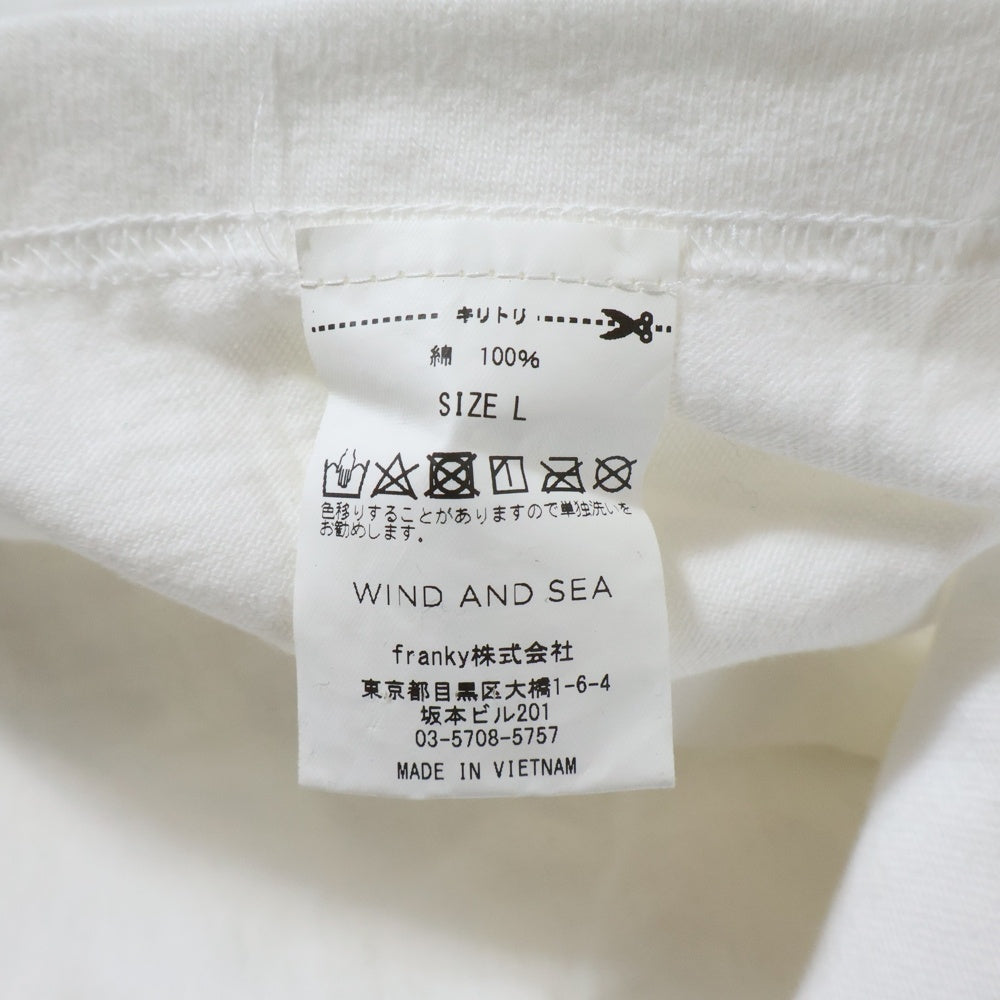 キリトリ
綿 100%
SIZE L
色移りすることがありますので単独洗いを
お勧めします。
WIND AND SEA
franky株式会社
東京都目黒区大橋1-6-4
坂本ビル201
03-5708-5757
MADE IN VIETNAM